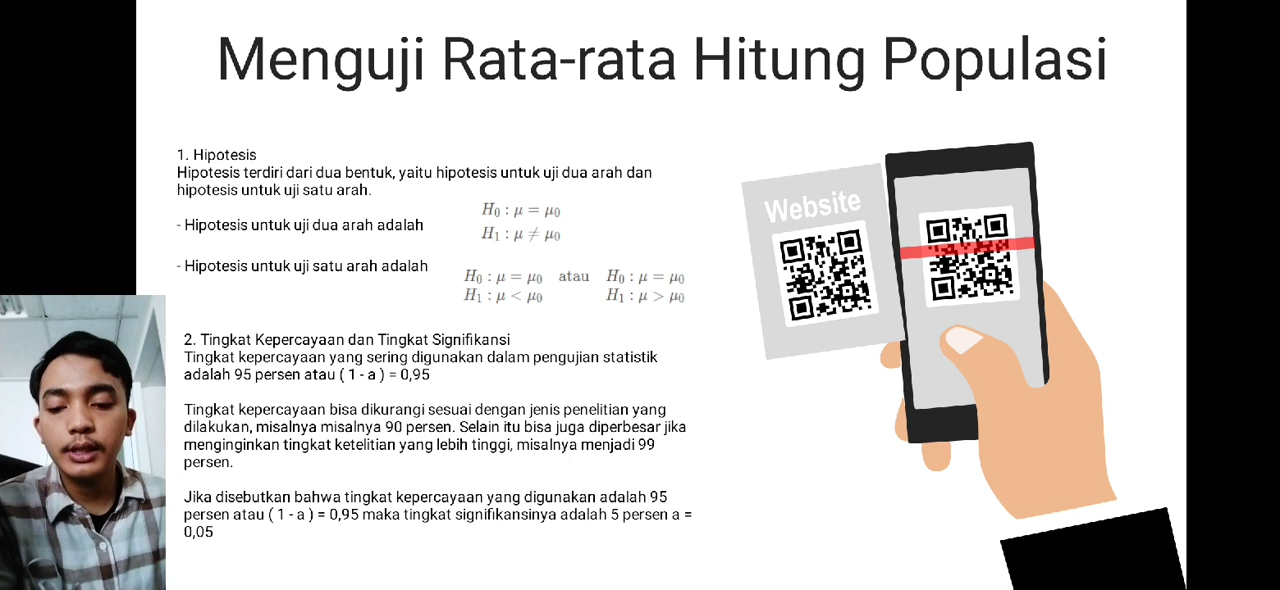 Menguji Rata-rata Hitung Populasi
1. Hipotesis
Hipotesis terdiri dari dua bentuk, yaitu hipotesis untuk uji dua arah dan
hipotesis untuk uji satu arah.
- Hipotesis untuk uji dua arah adalah
H₀ : μ = μ₀
H₁ : μ ≠ μ₀
- Hipotesis untuk uji satu arah adalah
H₀ : μ = μ₀ atau H₀ : μ = μ₀
H₁ : μ < μ₀ H₁ : μ > μ₀
2. Tingkat Kepercayaan dan Tingkat Signifikansi
Tingkat kepercayaan yang sering digunakan dalam pengujian statistik
adalah 95 persen atau ( 1 - a ) = 0,95
Tingkat kepercayaan bisa dikurangi sesuai dengan jenis penelitian yang
dilakukan, misalnya misalnya 90 persen. Selain itu bisa juga diperbesar jika
menginginkan tingkat ketelitian yang lebih tinggi, misalnya menjadi 99
persen.
Jika disebutkan bahwa tingkat kepercayaan yang digunakan adalah 95
persen atau ( 1 - a ) = 0,95 maka tingkat signifikansinya adalah 5 persen a =
0,05
Website